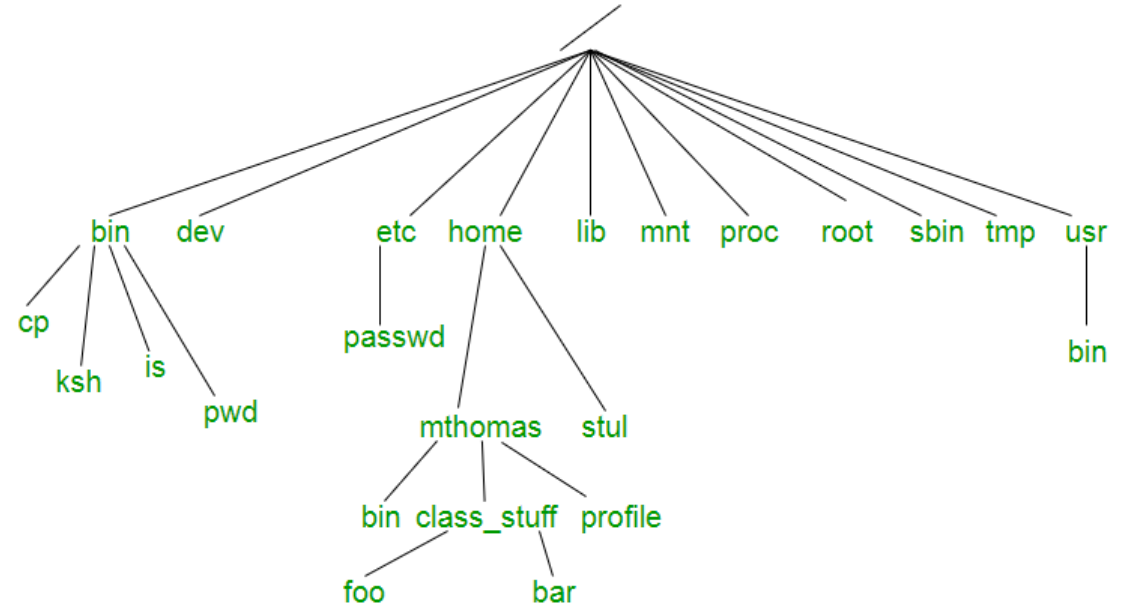 /
bin dev etc home lib mnt proc root sbin tmp usr
cp
passwd
bin
is
ksh
pwd
mthomas stul
bin class_stuff profile
foo bar